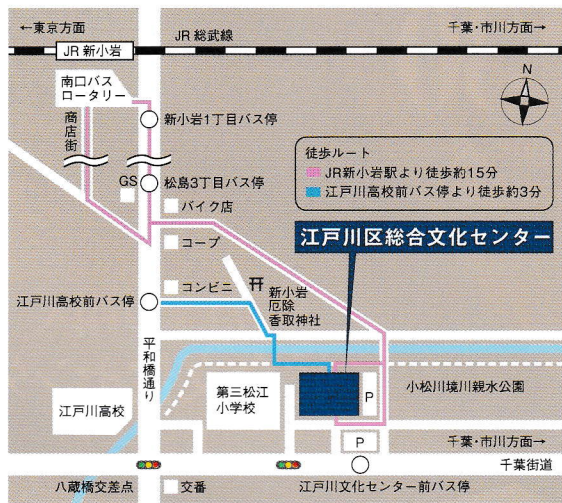 ←東京方面
JR 総武線
千葉・市川方面→
JR 新小岩
南口バス
ロータリー
N
商店街
新小岩1丁目バス停
徒歩ルート
JR新小岩駅より徒歩約15分
江戸川高校前バス停より徒歩約3分
GS
松島3丁目バス停
バイク店
江戸川区総合文化センター
コープ
コンビニ
江戸川高校前バス停
新小岩
厄除
香取神社
平和橋通り
小松川境川親水公園
第三松江
小学校
P
江戸川高校
P
千葉・市川方面→
千葉街道
八蔵橋交差点
交番
江戸川文化センター前バス停